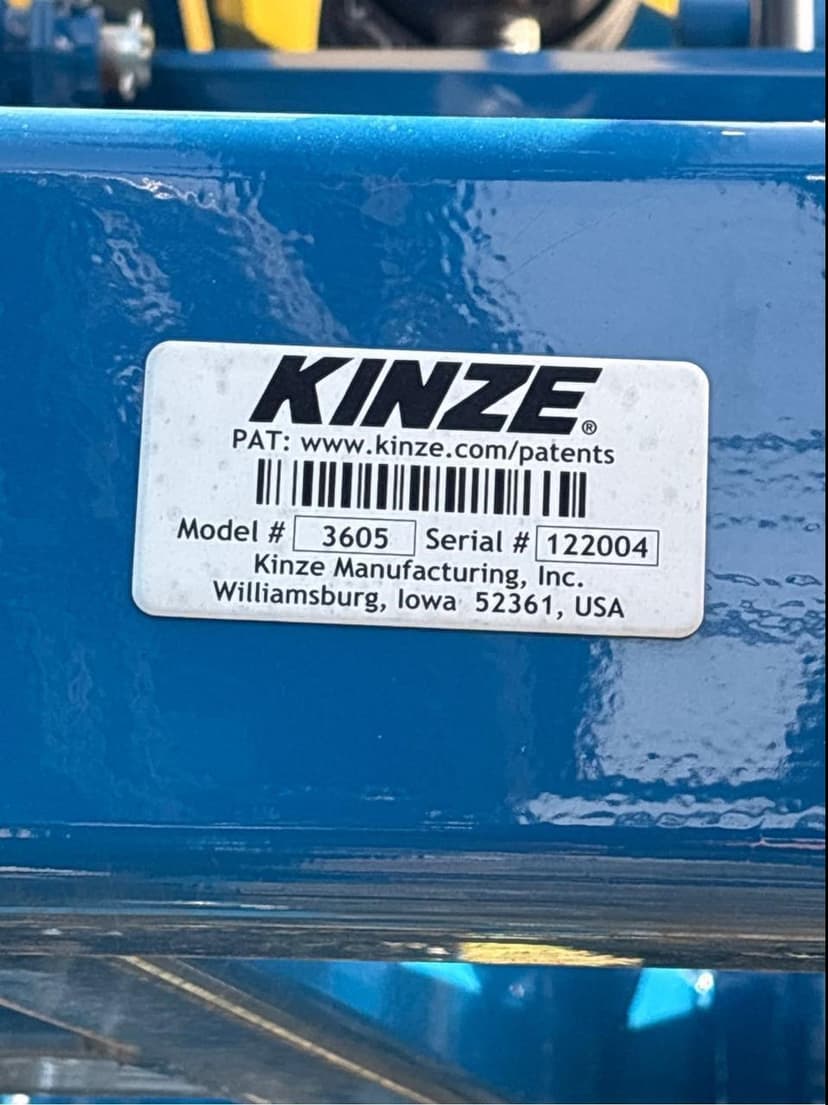 KINZE®
PAT: www.kinze.com/patents
Model # 3605 Serial # 122004
Kinze Manufacturing, Inc.
Williamsburg, Iowa 52361, USA